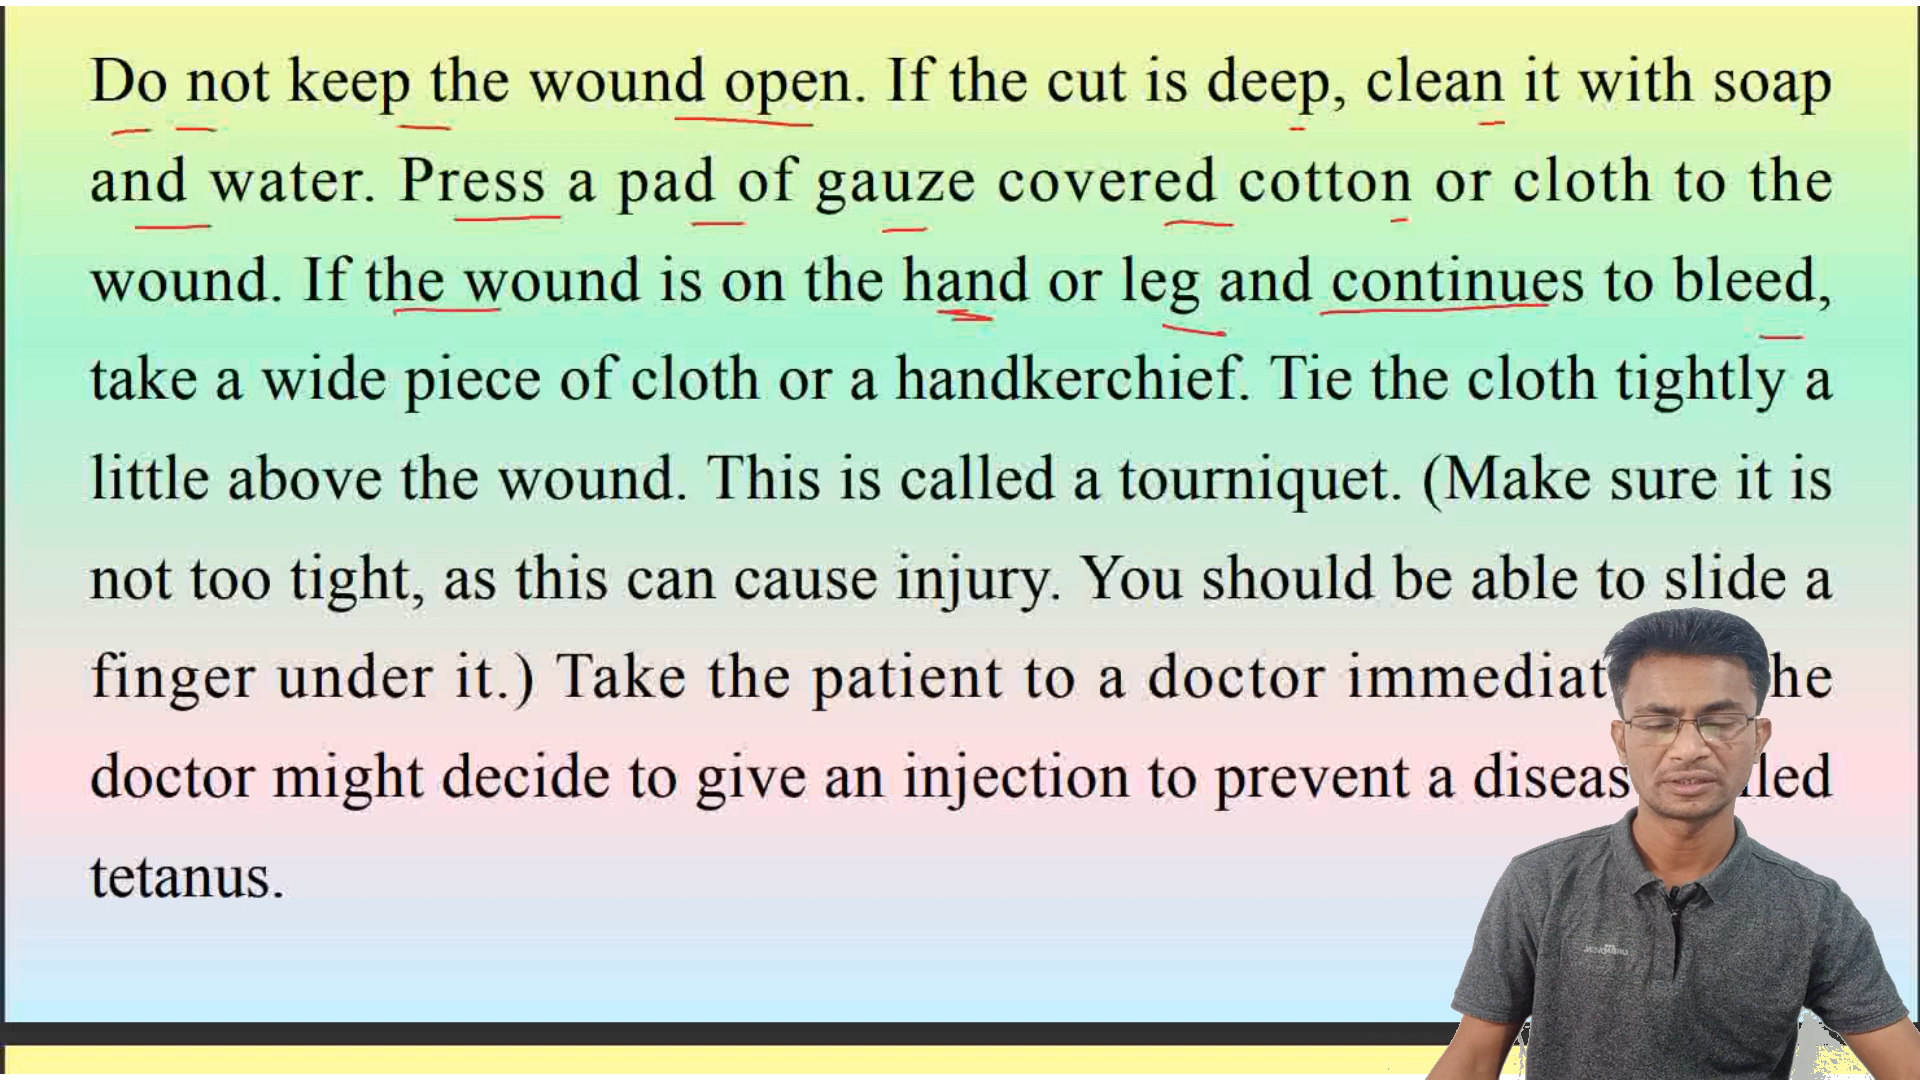 Do not keep the wound open. If the cut is deep, clean it with soap
and water. Press a pad of gauze covered cotton or cloth to the
wound. If the wound is on the hand or leg and continues to bleed,
take a wide piece of cloth or a handkerchief. Tie the cloth tightly a
little above the wound. This is called a tourniquet. (Make sure it is
not too tight, as this can cause injury. You should be able to slide a
finger under it.) Take the patient to a doctor
doctor might decide to give an injection to prevent a
tetanus.